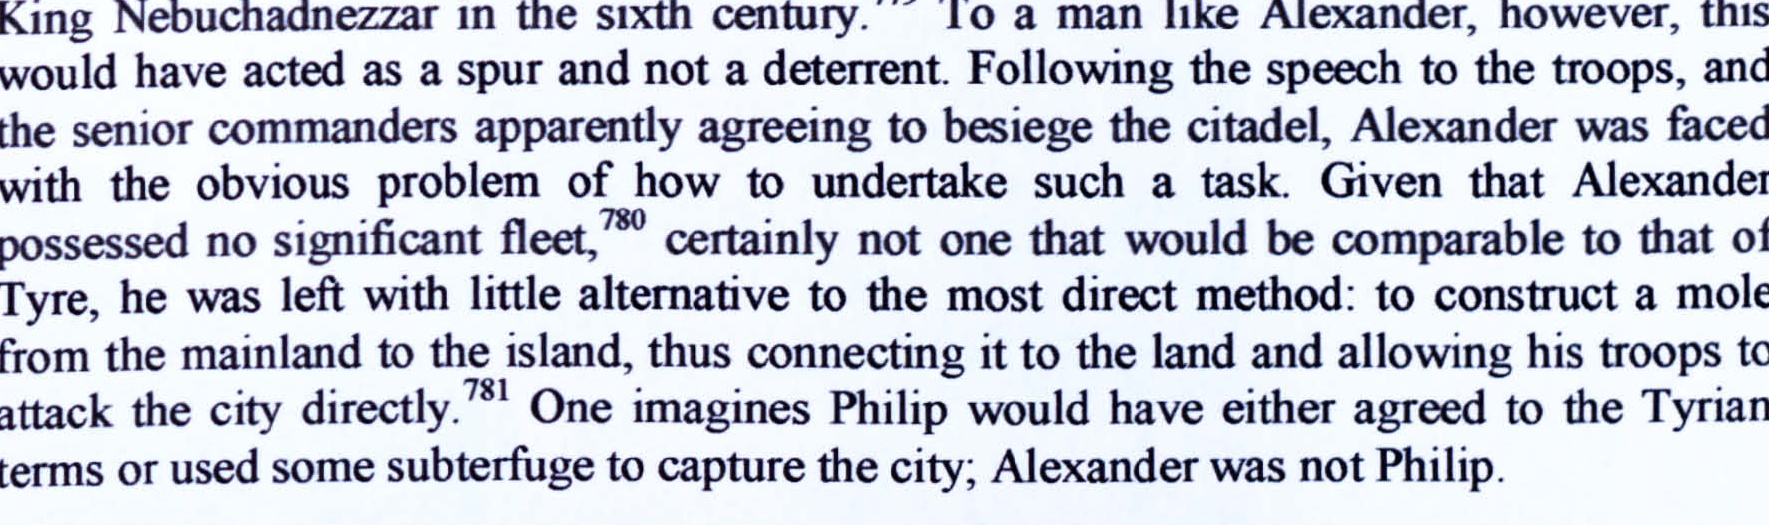 King Nebuchadnezzar in the sixth century. To a man like Alexander, however, this
would have acted as a spur and not a deterrent. Following the speech to the troops, and
the senior commanders apparently agreeing to besiege the citadel, Alexander was faced
with the obvious problem of how to undertake such a task. Given that Alexander
possessed no significant fleet,780 certainly not one that would be comparable to that of
Tyre, he was left with little alternative to the most direct method: to construct a mole
from the mainland to the island, thus connecting it to the land and allowing his troops to
attack the city directly.781 One imagines Philip would have either agreed to the Tyrian
terms or used some subterfuge to capture the city; Alexander was not Philip.